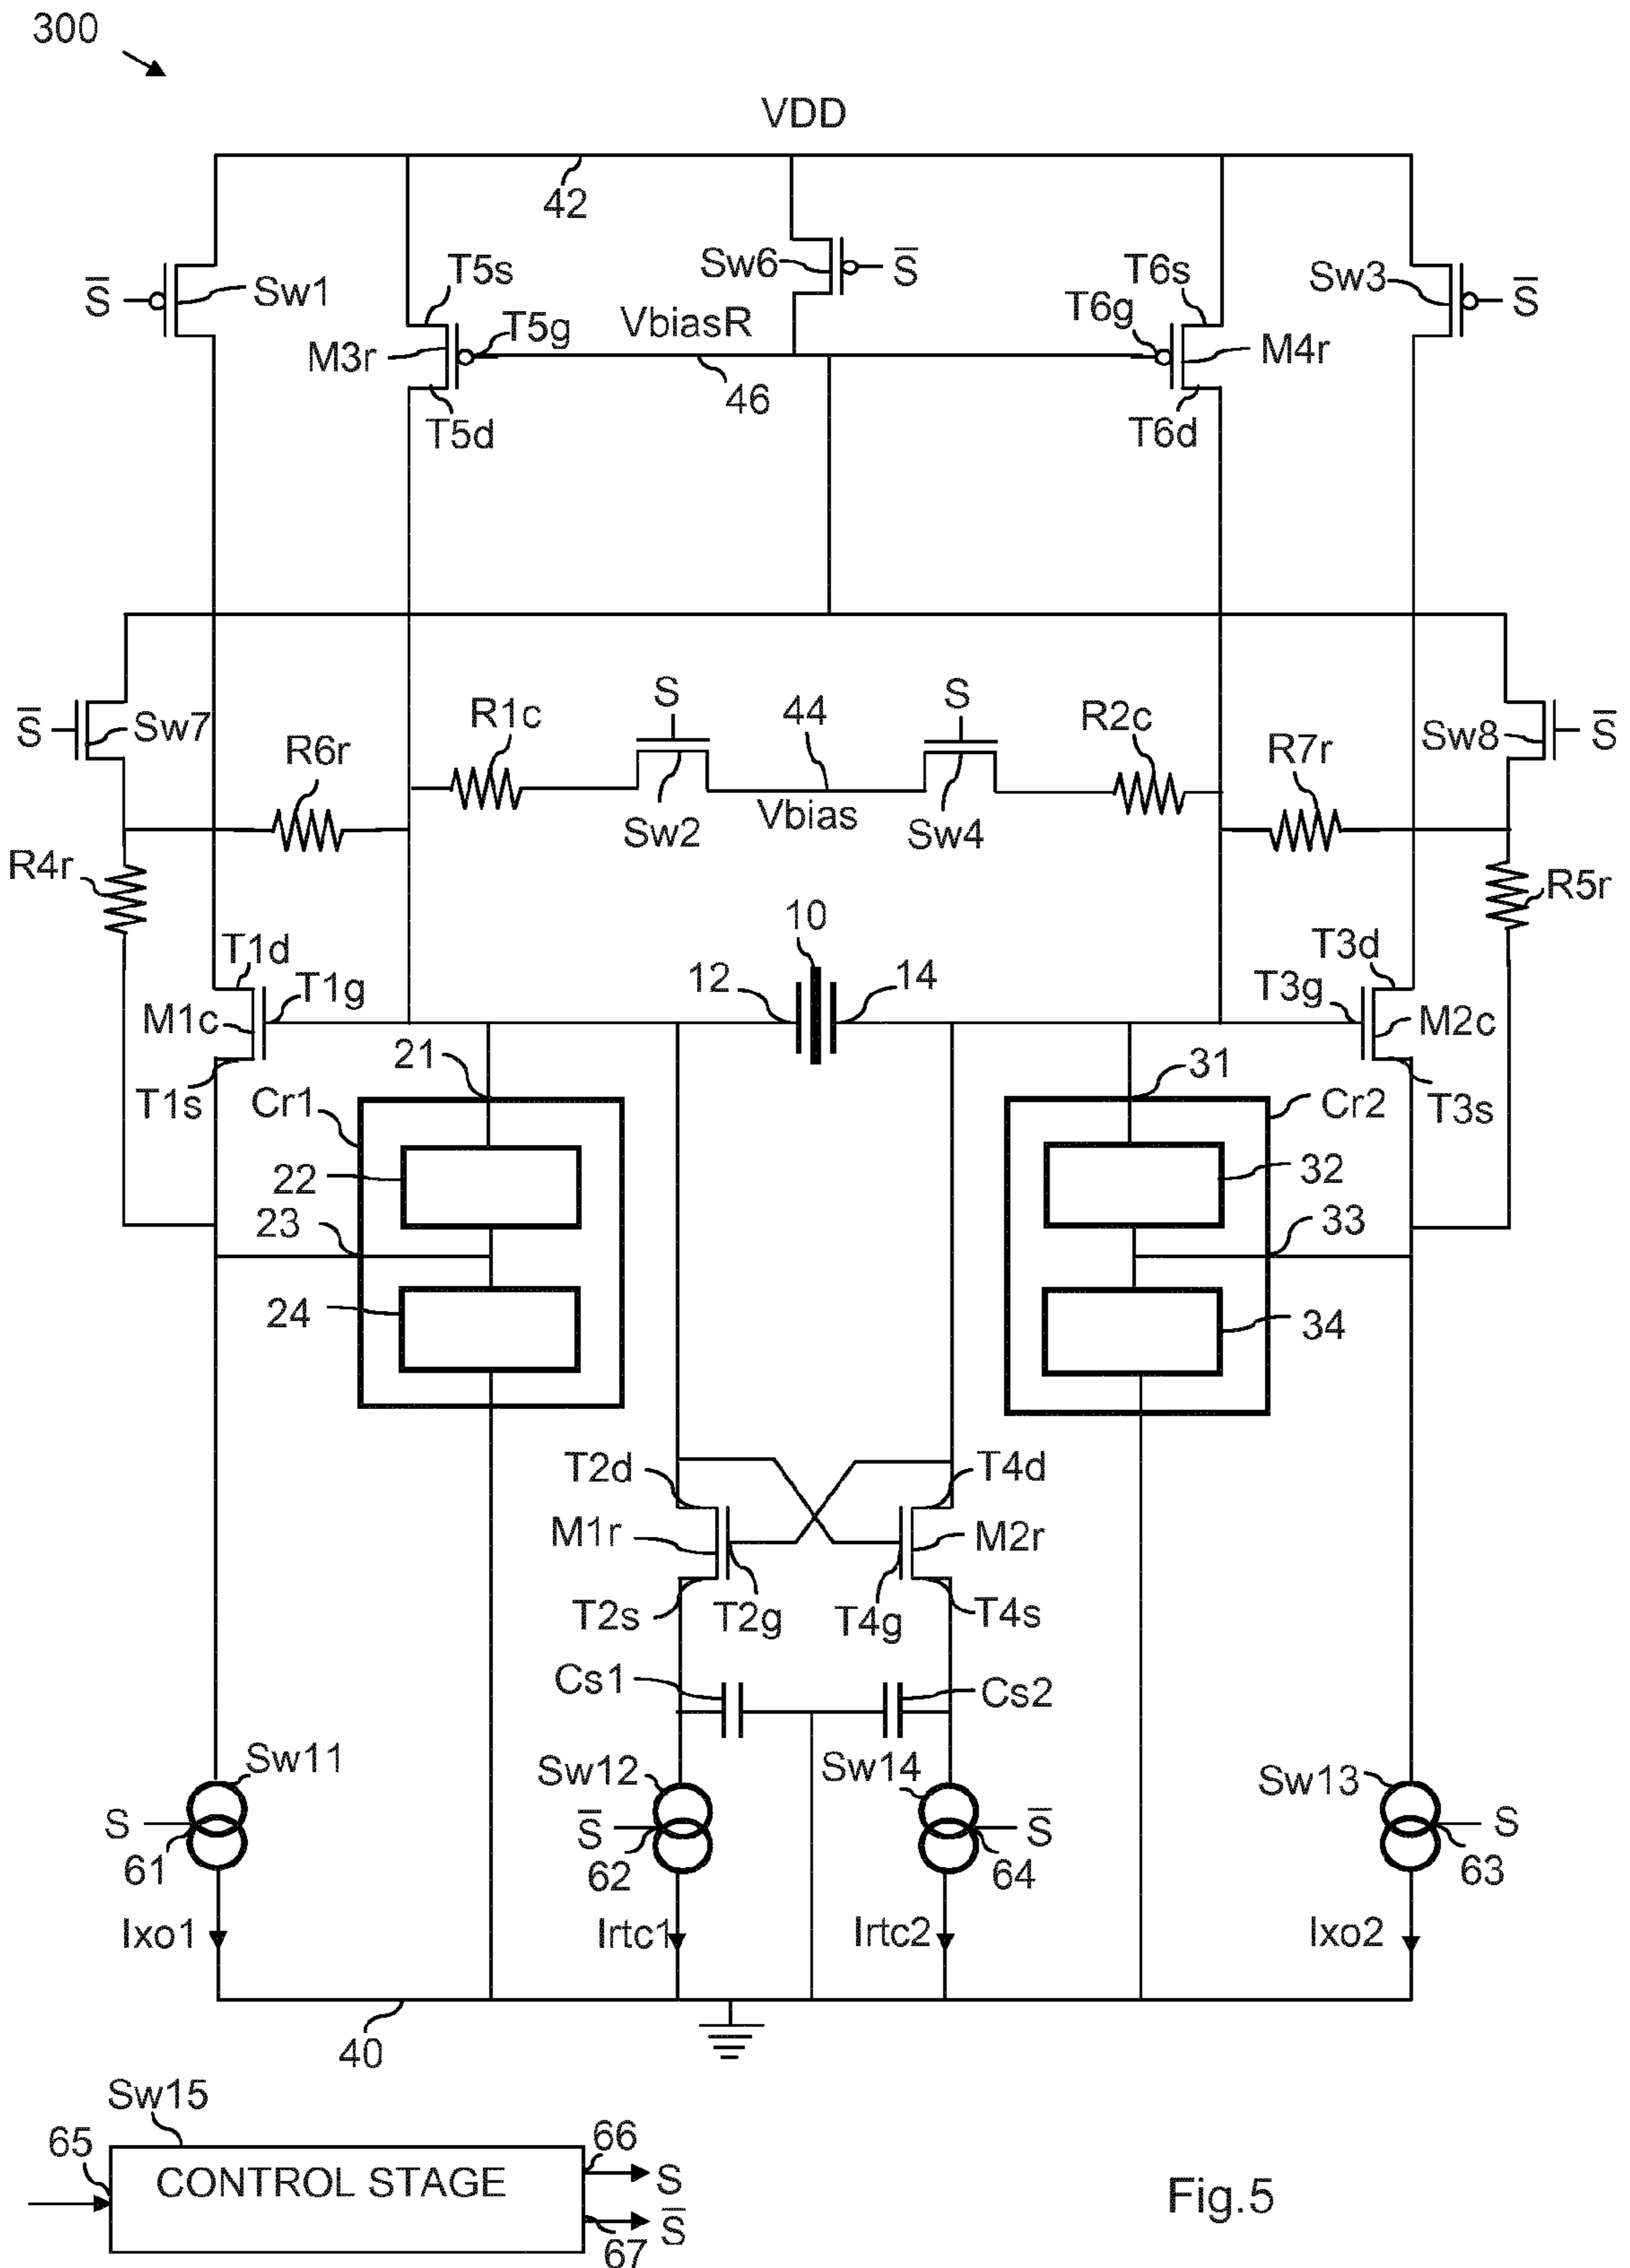 300
VDD
42
S̅
Sw1
T5s
Sw6
S̅
T6s
Sw3
S̅
VbiasR
T5g
T6g
M3r
M4r
46
T5d
T6d
S̅
Sw7
R6r
R1c
S
44
S
R2c
R7r
Sw8
S̅
Sw2
Vbias
Sw4
R4r
R5r
10
T1d
T1g
12
14
T3g
T3d
M1c
M2c
21
31
T1s
Cr1
Cr2
T3s
22
32
23
33
24
34
T2d
T4d
M1r
M2r
T2s
T2g
T4g
T4s
Cs1
Cs2
Sw11
Sw12
Sw14
Sw13
S
S̅
S̅
S
61
62
64
63
Ixo1
Irtc1
Irtc2
Ixo2
40
Sw15
65
66
CONTROL STAGE
S
S̅
67
Fig.5